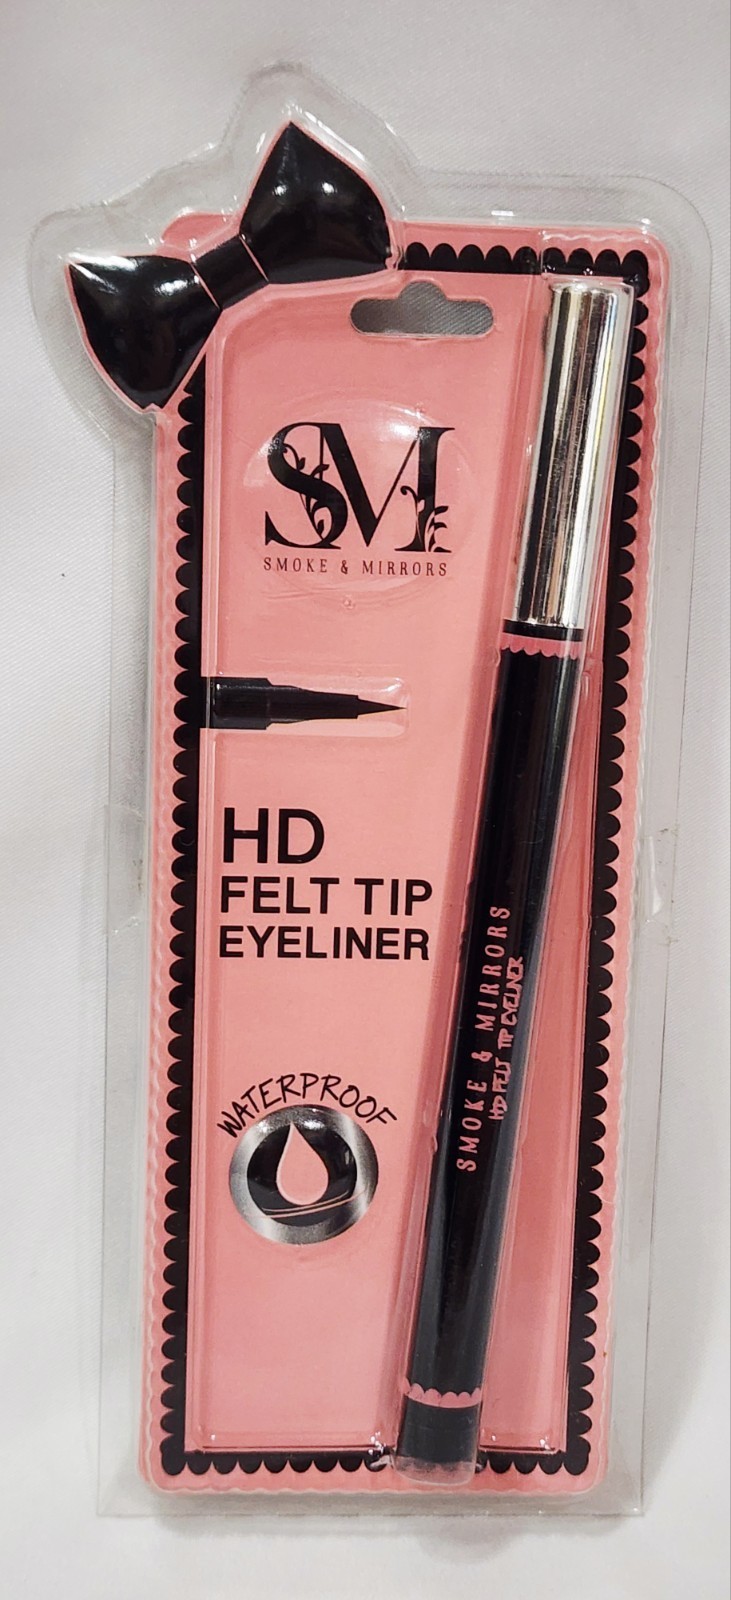 SM
SMOKE & MIRRORS
HD
FELT TIP
EYELINER
WATERPROOF
SMOKE & MIRRORS
HD FELT TIP EYELINER